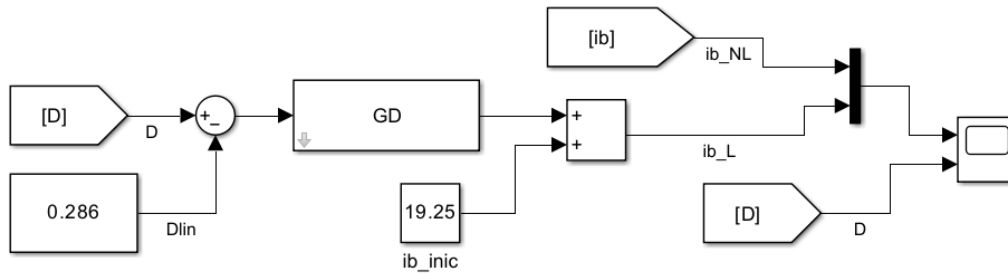 [ib]
ib_NL
[D]
D
+
−
GD
+
+
ib_L
0.286
Dlin
19.25
ib_inic
[D]
D